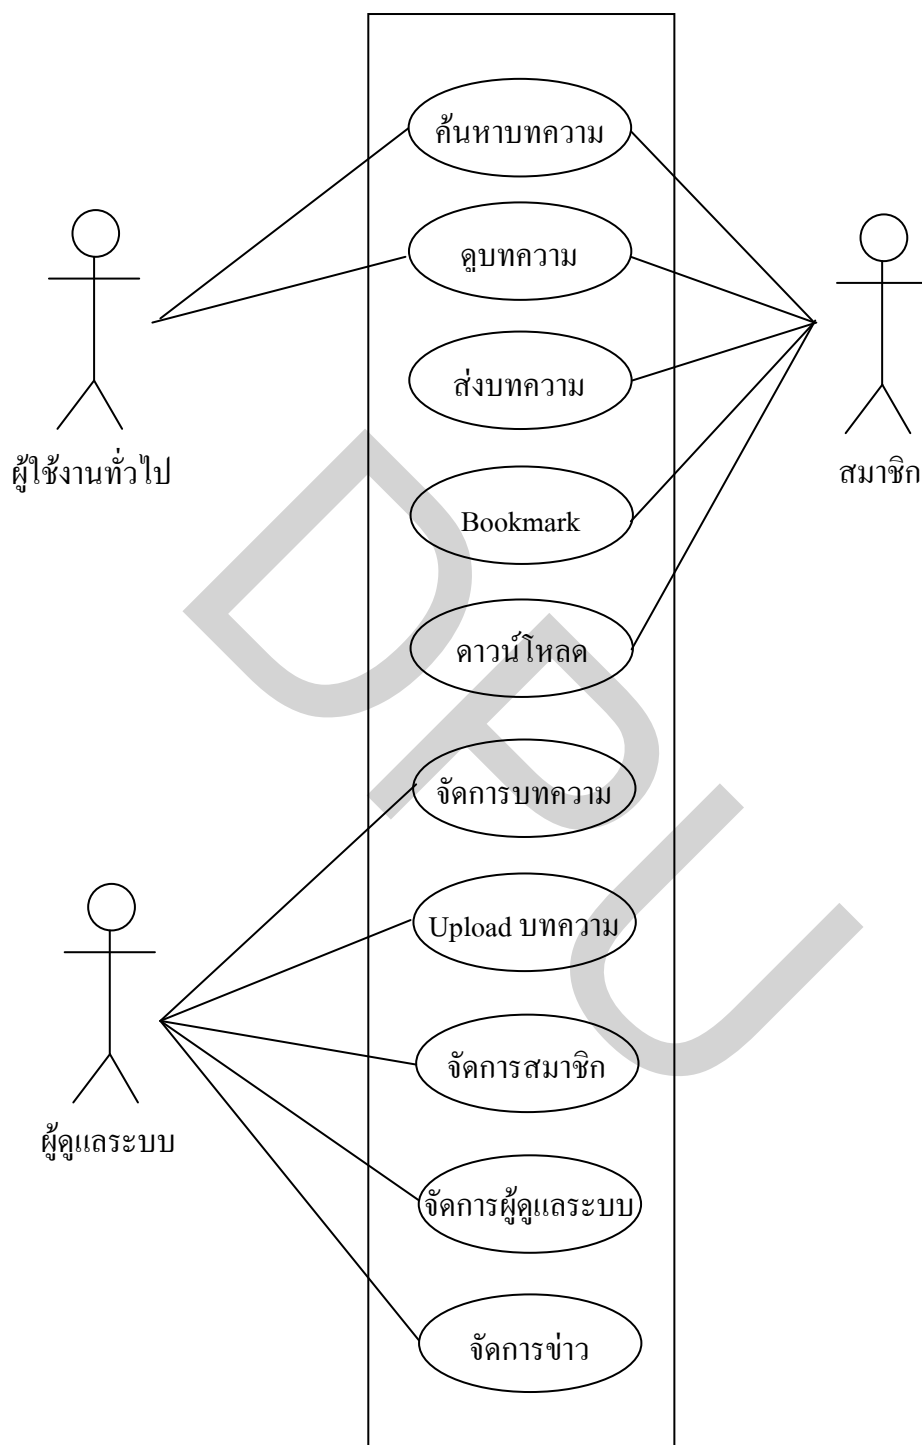 ค้นหาบทความ
ดูบทความ
ส่งบทความ
ผู้ใช้งานทั่วไป
สมาชิก
Bookmark
ดาวน์โหลด
จัดการบทความ
Upload บทความ
จัดการสมาชิก
ผู้ดูแลระบบ
จัดการผู้ดูแลระบบ
จัดการข่าว
DPU